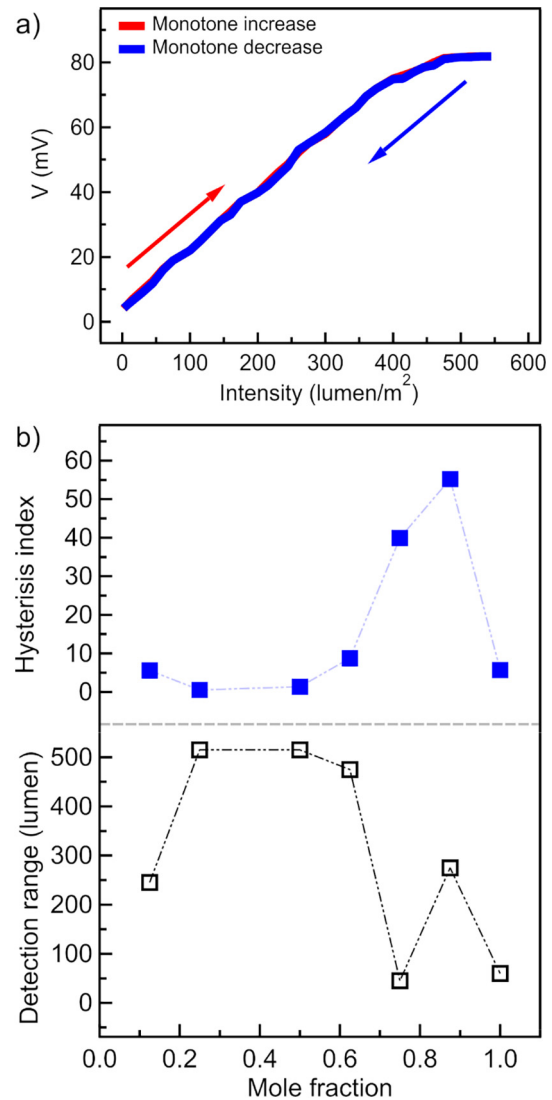 a)
Monotone increase
Monotone decrease
V (mV)
80
60
40
20
0
0 100 200 300 400 500 600
Intensity (lumen/m²)
b)
Hysterisis index
60
50
40
30
20
10
0
Detection range (lumen)
500
400
300
200
100
0
0.0 0.2 0.4 0.6 0.8 1.0
Mole fraction